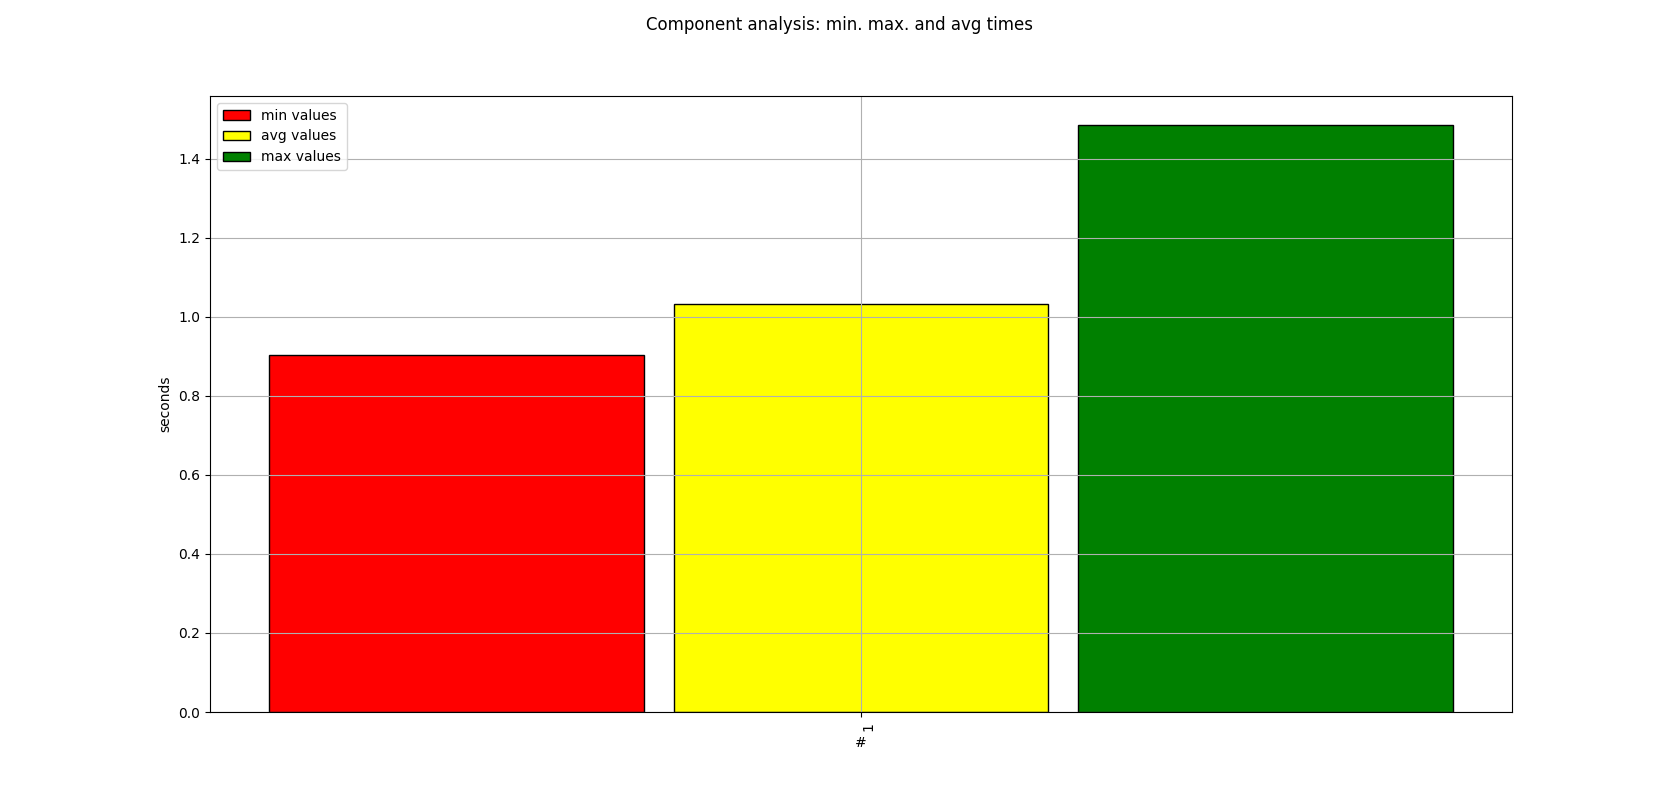 Component analysis: min. max. and avg times
min values
avg values
max values
1.4
1.2
1.0
0.8
0.6
0.4
0.2
0.0
seconds
# 1